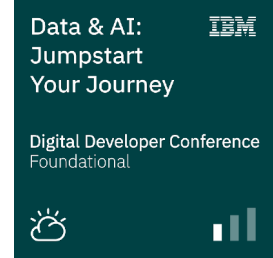 Data & AI:
IBM
Jumpstart
Your Journey
Digital Developer Conference
Foundational